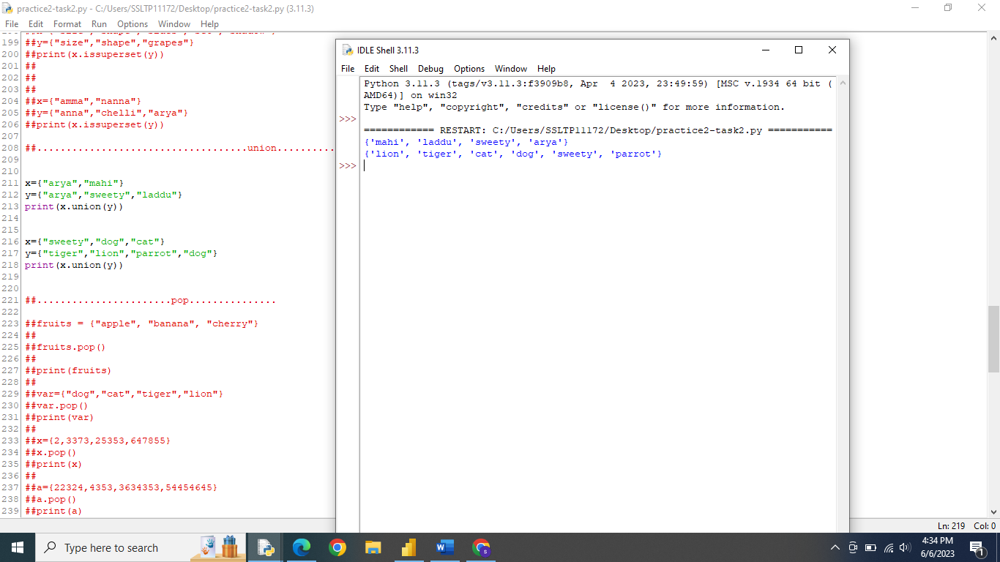 practice2-task2.py - C:/Users/SSLTP11172/Desktop/practice2-task2.py (3.11.3)
File Edit Format Run Options Window Help
199 ##y={"size","shape","grapes"}
200 ##print(x.issuperset(y))
201 ##
202 ##
203 ##
204 ##x={"amma","nanna"}
205 ##y={"anna","chelli","arya"}
206 ##print(x.issuperset(y))
207
208 ##....................................union..........
209
210
211 x={"arya","mahi"}
212 y={"arya","sweety","laddu"}
213 print(x.union(y))
214
215
216 x={"sweety","dog","cat"}
217 y={"tiger","lion","parrot","dog"}
218 print(x.union(y))
219
220
221 ##.......................pop...............
222
223 ##fruits = {"apple", "banana", "cherry"}
224 ##
225 ##fruits.pop()
226 ##
227 ##print(fruits)
228 ##
229 ##var={"dog","cat","tiger","lion"}
230 ##var.pop()
231 ##print(var)
232 ##
233 ##x={2,3373,25353,647855}
234 ##x.pop()
235 ##print(x)
236 ##
237 ##a={22324,4353,3634353,54454645}
238 ##a.pop()
239 ##print(a)
IDLE Shell 3.11.3
File Edit Shell Debug Options Window Help
Python 3.11.3 (tags/v3.11.3:f3909b8, Apr  4 2023, 23:49:59) [MSC v.1934 64 bit (
AMD64)] on win32
Type "help", "copyright", "credits" or "license()" for more information.
>>>
============ RESTART: C:/Users/SSLTP11172/Desktop/practice2-task2.py ===========
{'mahi', 'laddu', 'sweety', 'arya'}
{'lion', 'tiger', 'cat', 'dog', 'sweety', 'parrot'}
>>>
Ln: 219 Col: 0
Type here to search
4:34 PM
6/6/2023
1